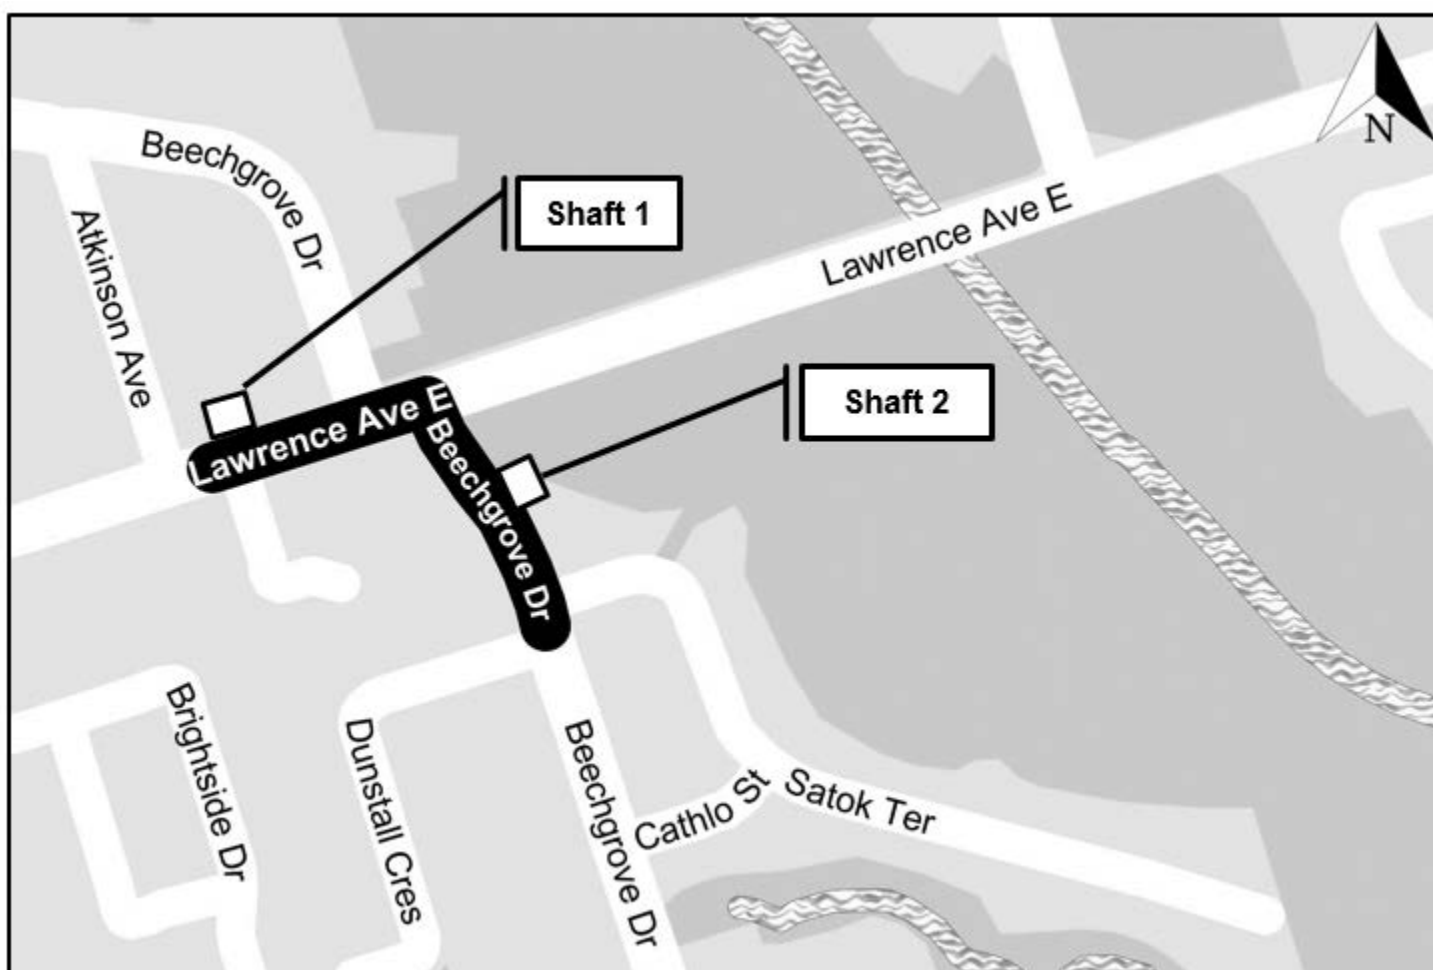 Beechgrove Dr
Atkinson Ave
Shaft 1
N
Lawrence Ave E
Shaft 2
Lawrence Ave E
Beechgrove Dr
Brightside Dr
Dunstall Cres
Beechgrove Dr
Cathlo St
Satok Ter